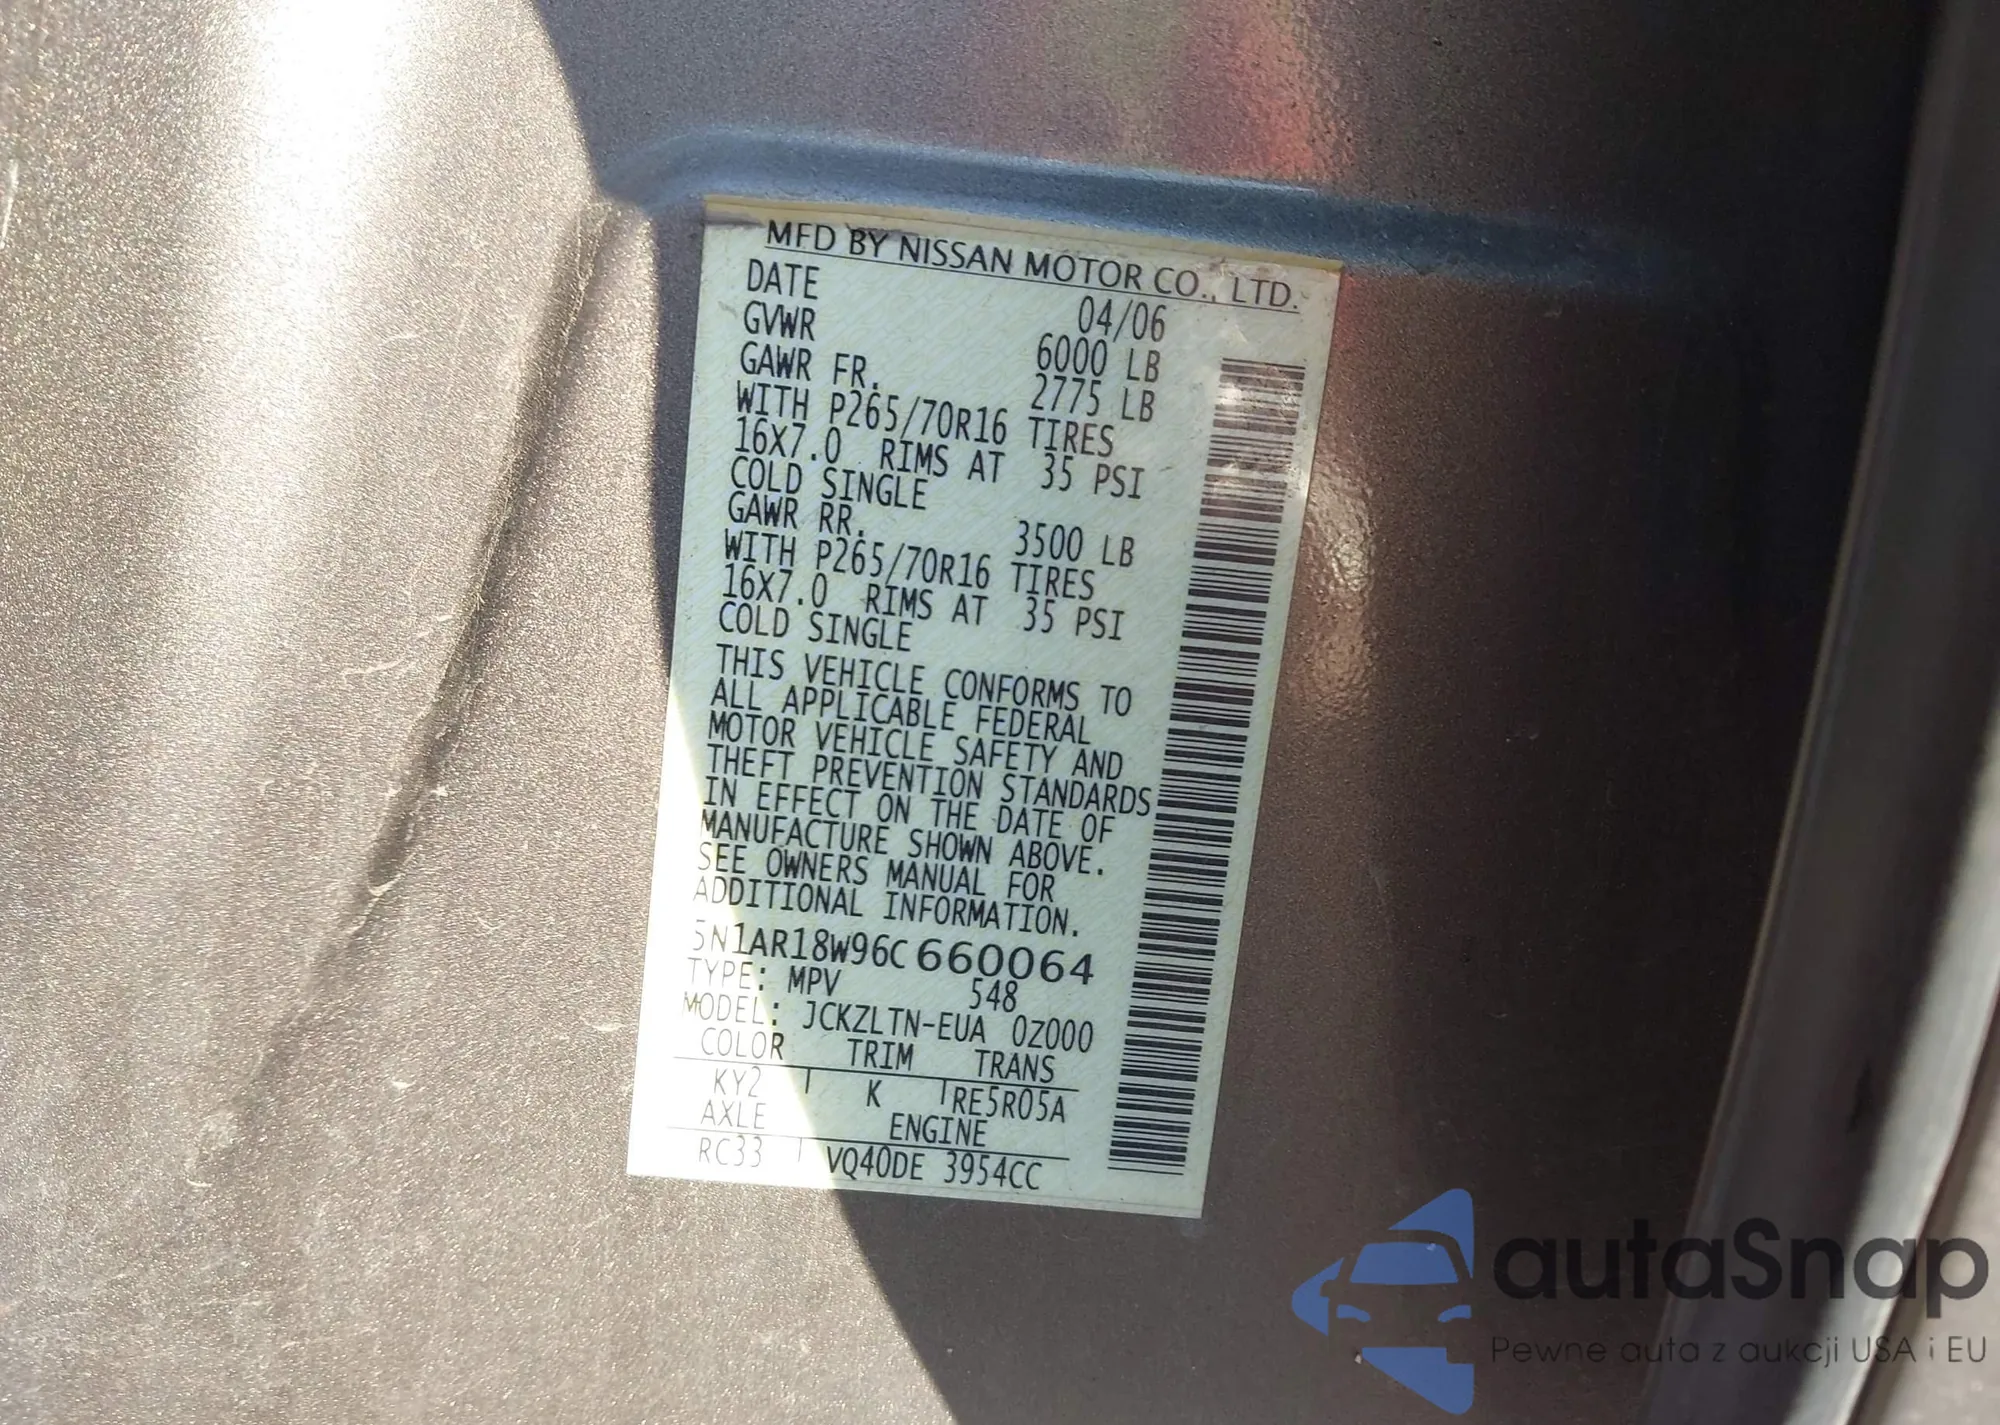 MFD BY NISSAN MOTOR CO., LTD.
DATE 04/06
GVWR 6000 LB
GAWR FR. 2775 LB
WITH P265/70R16 TIRES
16X7.0 RIMS AT 35 PSI
COLD SINGLE
GAWR RR. 3500 LB
WITH P265/70R16 TIRES
16X7.0 RIMS AT 35 PSI
COLD SINGLE
THIS VEHICLE CONFORMS TO
ALL APPLICABLE FEDERAL
MOTOR VEHICLE SAFETY AND
THEFT PREVENTION STANDARDS
IN EFFECT ON THE DATE OF
MANUFACTURE SHOWN ABOVE.
SEE OWNERS MANUAL FOR
ADDITIONAL INFORMATION.
5N1AR18W96C660064
TYPE: MPV 548
MODEL: JCKZLTN-EUA 0Z000
COLOR TRIM TRANS
KY2 K RE5R05A
AXLE ENGINE
RC33 VQ40DE 3954CC
autaSnap
Pewne auta z aukcji USA i EU